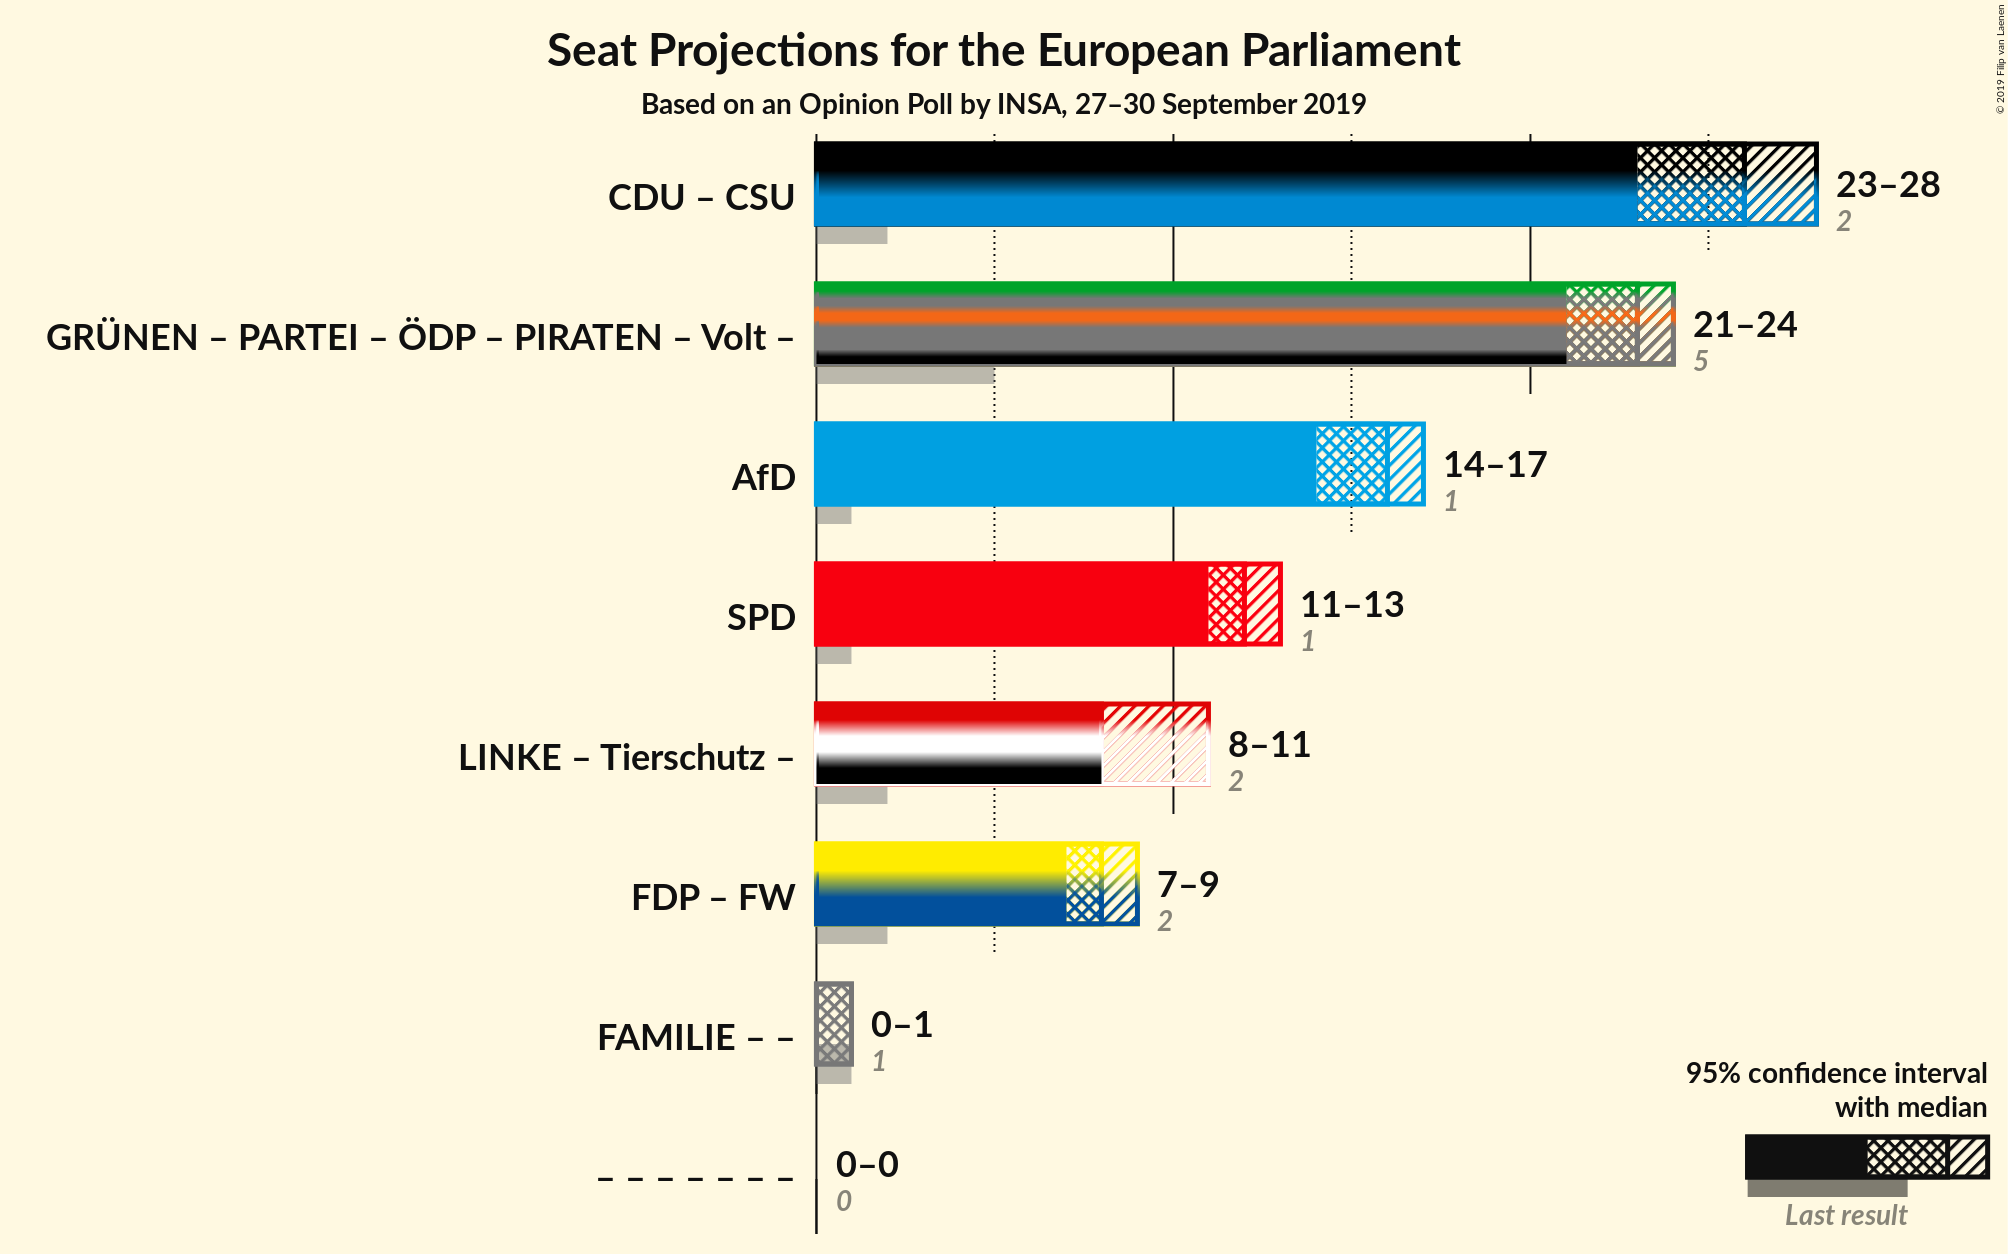 Seat Projections for the European Parliament
Based on an Opinion Poll by INSA, 27–30 September 2019
© 2019 Filip van Laenen
CDU – CSU
23–28
2
GRÜNEN – PARTEI – ÖDP – PIRATEN – Volt –
21–24
5
AfD
14–17
1
SPD
11–13
1
LINKE – Tierschutz –
8–11
2
FDP – FW
7–9
2
FAMILIE – –
0–1
1
– – – – – – –
0–0
0
95% confidence interval
with median
Last result